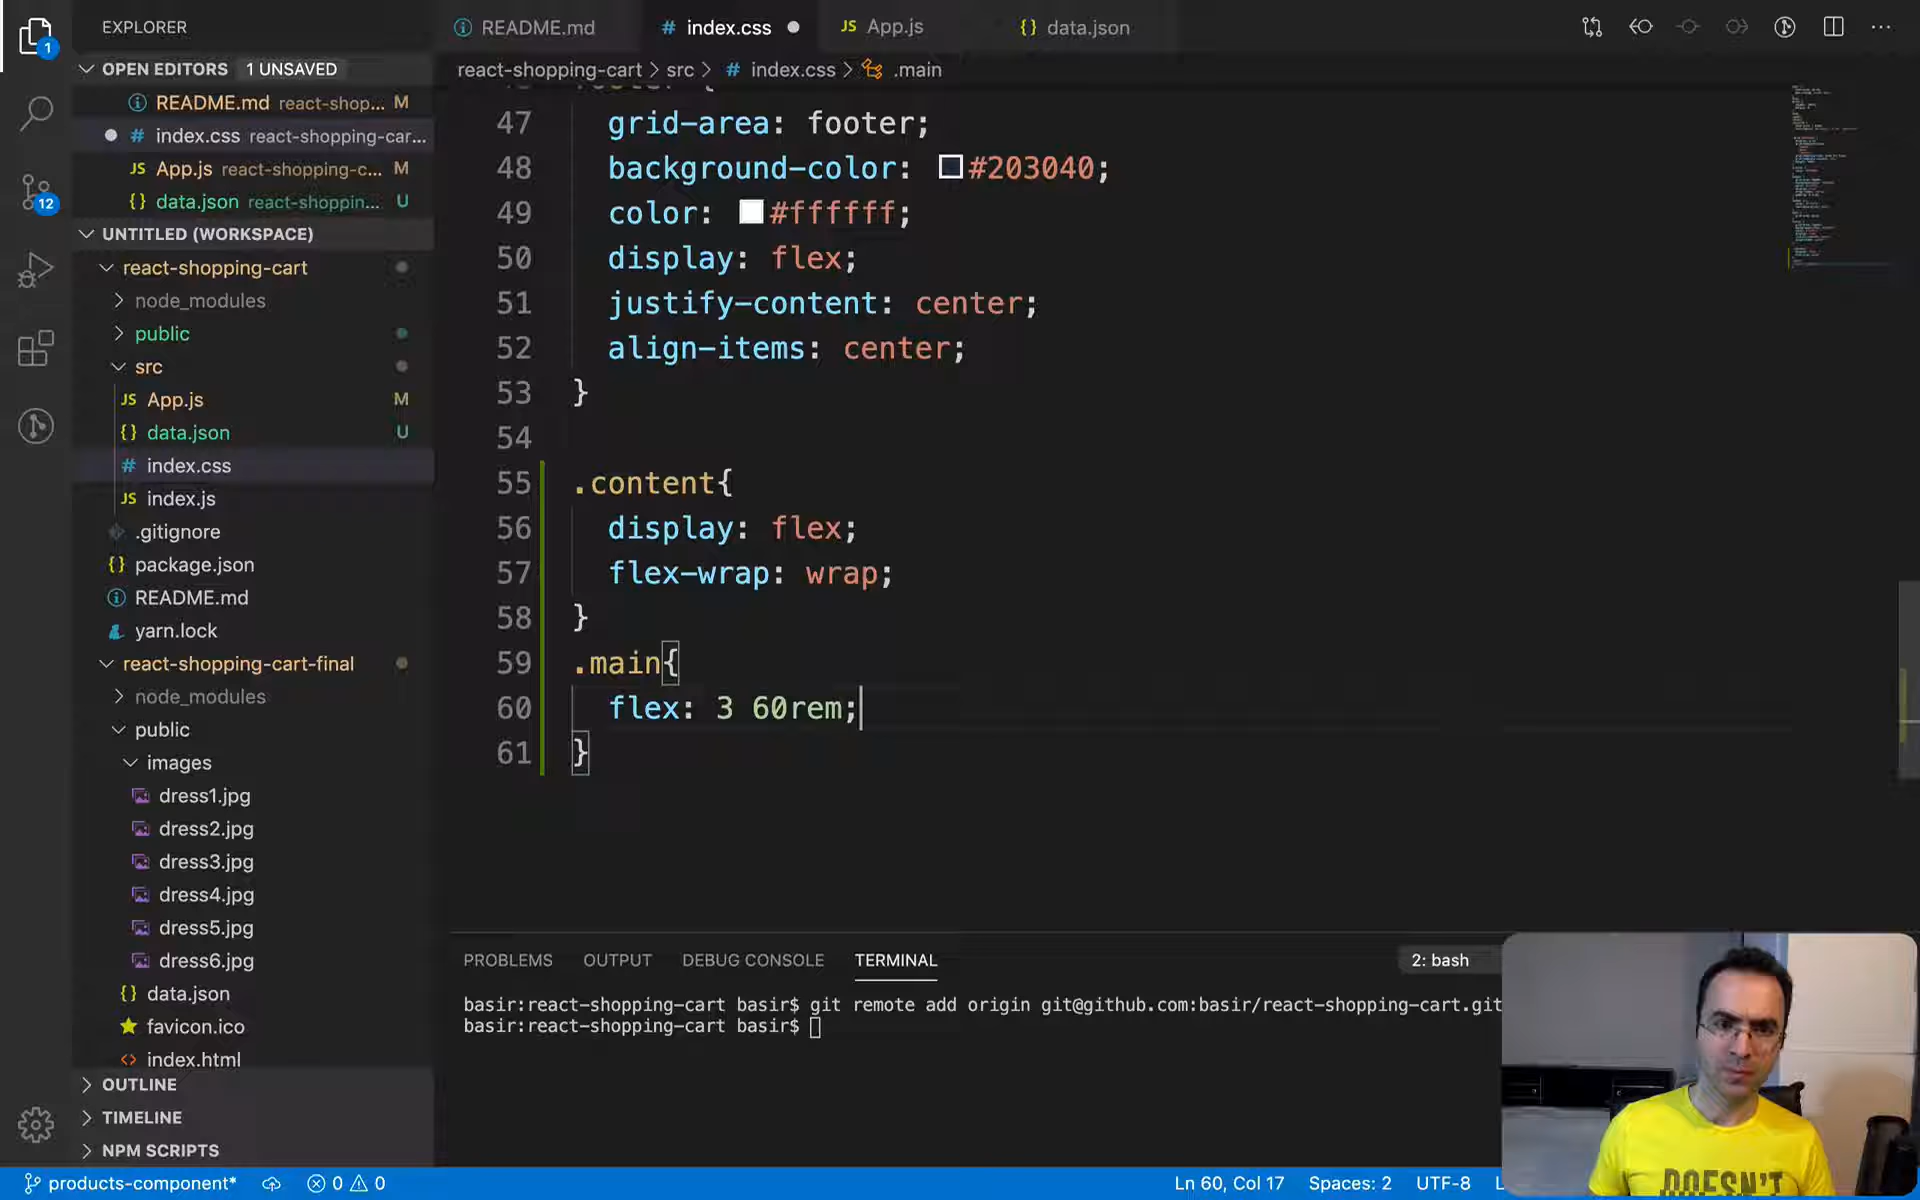 EXPLORER
OPEN EDITORS 1 UNSAVED
README.md react-shop... M
index.css react-shopping-car...
JS App.js react-shopping-c... M
{} data.json react-shoppin... U
UNTITLED (WORKSPACE)
react-shopping-cart
node_modules
public
src
JS App.js M
{} data.json U
# index.css
JS index.js
.gitignore
{} package.json
README.md
yarn.lock
react-shopping-cart-final
node_modules
public
images
dress1.jpg
dress2.jpg
dress3.jpg
dress4.jpg
dress5.jpg
dress6.jpg
{} data.json
favicon.ico
<> index.html
OUTLINE
TIMELINE
NPM SCRIPTS
1
12
README.md # index.css JS App.js {} data.json
react-shopping-cart > src > # index.css > .main
47 grid-area: footer;
48 background-color: #203040;
49 color: #ffffff;
50 display: flex;
51 justify-content: center;
52 align-items: center;
53 }
54
55 .content{
56 display: flex;
57 flex-wrap: wrap;
58 }
59 .main{
60 flex: 3 60rem;
61 }
PROBLEMS OUTPUT DEBUG CONSOLE TERMINAL 2: bash
basir:react-shopping-cart basir$ git remote add origin git@github.com:basir/react-shopping-cart.git
basir:react-shopping-cart basir$
DOESN'T
products-component* 0 0 Ln 60, Col 17 Spaces: 2 UTF-8